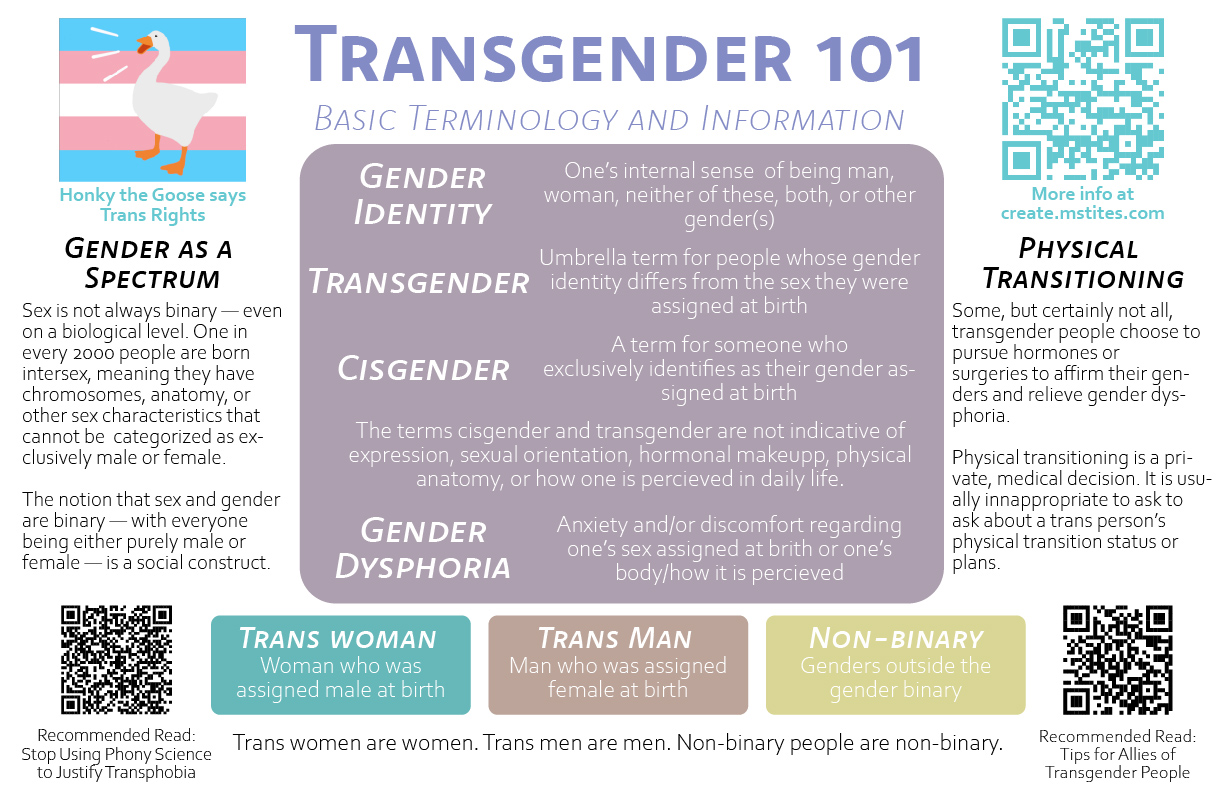 Transgender 101
Basic Terminology and Information
Honky the Goose says
Trans Rights
Gender as a
Spectrum
Sex is not always binary — even
on a biological level. One in
every 2000 people are born
intersex, meaning they have
chromosomes, anatomy, or
other sex characteristics that
cannot be  categorized as ex-
clusively male or female.
The notion that sex and gender
are binary — with everyone
being either purely male or
female — is a social construct.
Gender
Identity
One's internal sense  of being man,
woman, neither of these, both, or other
gender(s)
Transgender
Umbrella term for people whose gender
identity differs from the sex they were
assigned at birth
Cisgender
A term for someone who
exclusively identifies as their gender as-
signed at birth
The terms cisgender and transgender are not indicative of
expression, sexual orientation, hormonal makeupp, physical
anatomy, or how one is percieved in daily life.
Gender
Dysphoria
Anxiety and/or discomfort regarding
one's sex assigned at brith or one's
body/how it is percieved
More info at
create.mstites.com
Physical
Transitioning
Some, but certainly not all,
transgender people choose to
pursue hormones or
surgeries to affirm their gen-
ders and relieve gender dys-
phoria.
Physical transitioning is a pri-
vate, medical decision. It is usu-
ally innappropriate to ask to
ask about a trans person's
physical transition status or
plans.
Trans woman
Woman who was
assigned male at birth
Trans Man
Man who was assigned
female at birth
Non-binary
Genders outside the
gender binary
Recommended Read:
Stop Using Phony Science
to Justify Transphobia
Trans women are women. Trans men are men. Non-binary people are non-binary.
Recommended Read:
Tips for Allies of
Transgender People